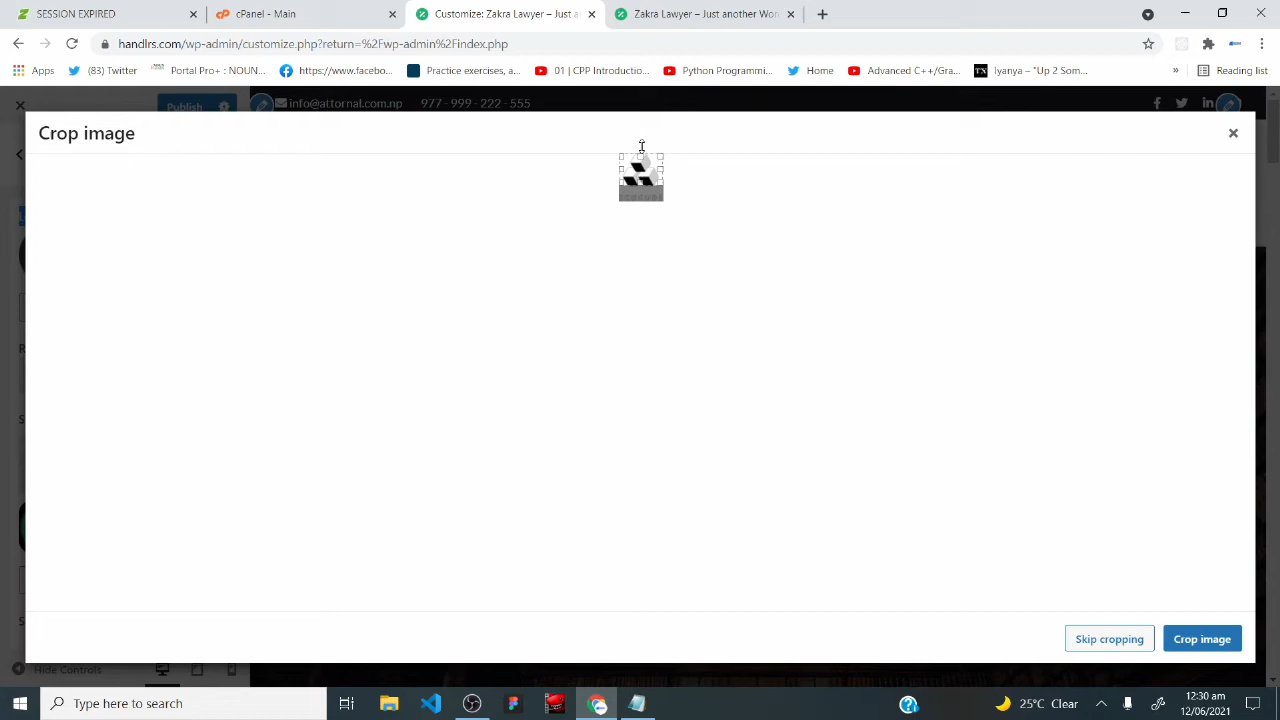 SESSION EXPIRED
cPanel - Main
Customize: Zakra Lawyer – Just a
Zakra Lawyer – Just another Wor
handlrs.com/wp-admin/customize.php?return=%2Fwp-admin%2Findex.php
Apps
(83) Twitter
Portal Pro+ : NOUN...
https://www.facebo...
Practice exercises, a...
01 | CPP Introductio...
Python Programmi...
Home
Advanced C++/Gra...
Iyanya — "Up 2 Som...
»
Reading list
Publish
info@attornal.com.np
977 - 999 - 222 - 555
Crop image
Skip cropping
Crop image
Hide Controls
Type here to search
25°C Clear
12:30 am
12/06/2021